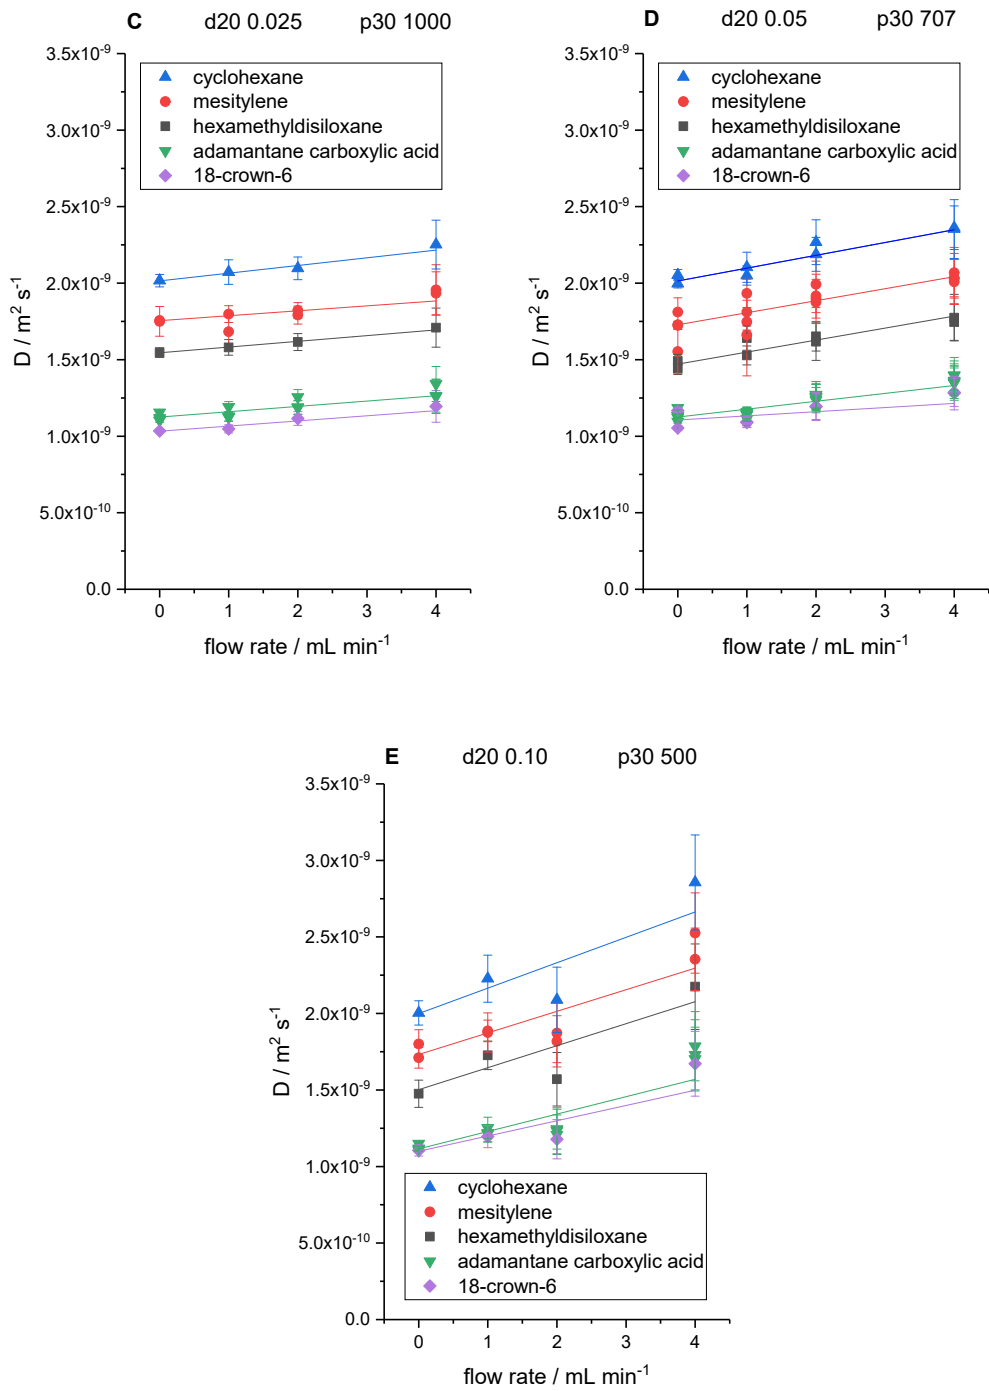 C d20 0.025 p30 1000
3.5x10⁻⁹
3.0x10⁻⁹
2.5x10⁻⁹
2.0x10⁻⁹
1.5x10⁻⁹
1.0x10⁻⁹
5.0x10⁻¹⁰
0.0
D / m² s⁻¹
cyclohexane
mesitylene
hexamethyldisiloxane
adamantane carboxylic acid
18-crown-6
0 1 2 3 4
flow rate / mL min⁻¹
D d20 0.05 p30 707
3.5x10⁻⁹
3.0x10⁻⁹
2.5x10⁻⁹
2.0x10⁻⁹
1.5x10⁻⁹
1.0x10⁻⁹
5.0x10⁻¹⁰
0.0
D / m² s⁻¹
cyclohexane
mesitylene
hexamethyldisiloxane
adamantane carboxylic acid
18-crown-6
0 1 2 3 4
flow rate / mL min⁻¹
E d20 0.10 p30 500
3.5x10⁻⁹
3.0x10⁻⁹
2.5x10⁻⁹
2.0x10⁻⁹
1.5x10⁻⁹
1.0x10⁻⁹
5.0x10⁻¹⁰
0.0
D / m² s⁻¹
cyclohexane
mesitylene
hexamethyldisiloxane
adamantane carboxylic acid
18-crown-6
0 1 2 3 4
flow rate / mL min⁻¹